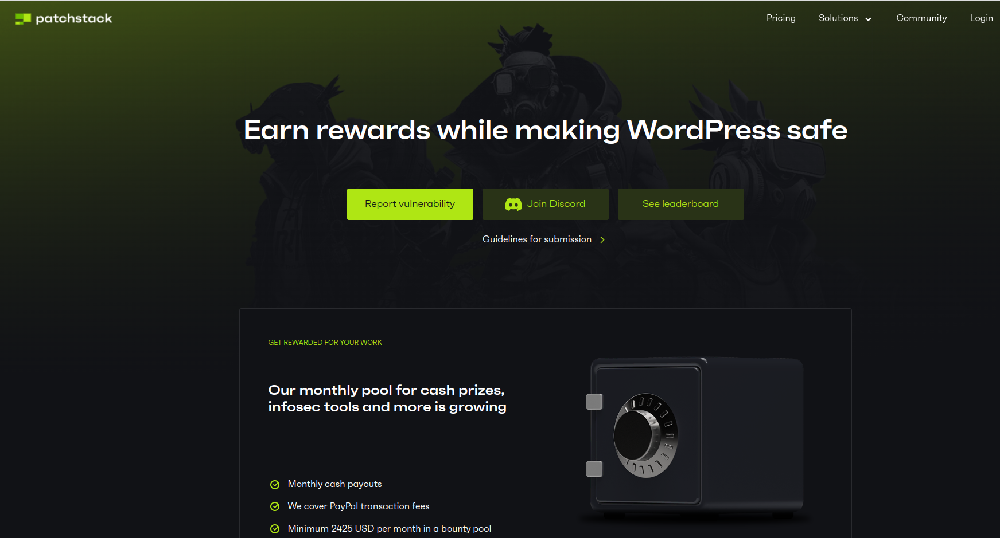 patchstack
Pricing
Solutions
Community
Login
Earn rewards while making WordPress safe
Report vulnerability
Join Discord
See leaderboard
Guidelines for submission
GET REWARDED FOR YOUR WORK
Our monthly pool for cash prizes,
infosec tools and more is growing
Monthly cash payouts
We cover PayPal transaction fees
Minimum 2425 USD per month in a bounty pool